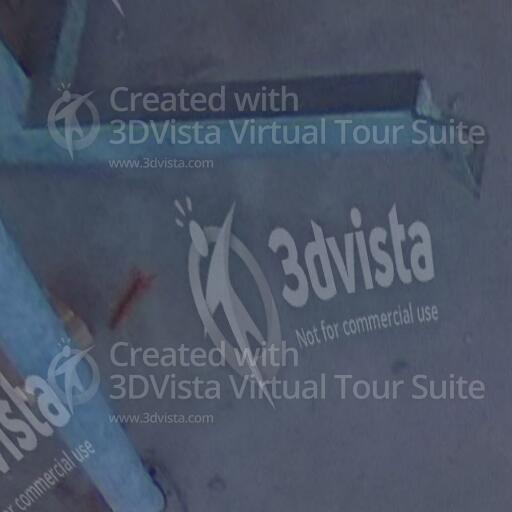 Created with
3DVista Virtual Tour Suite
www.3dvista.com
3dvista
Not for commercial use
Created with
3DVista Virtual Tour Suite
www.3dvista.com
vista
commercial use